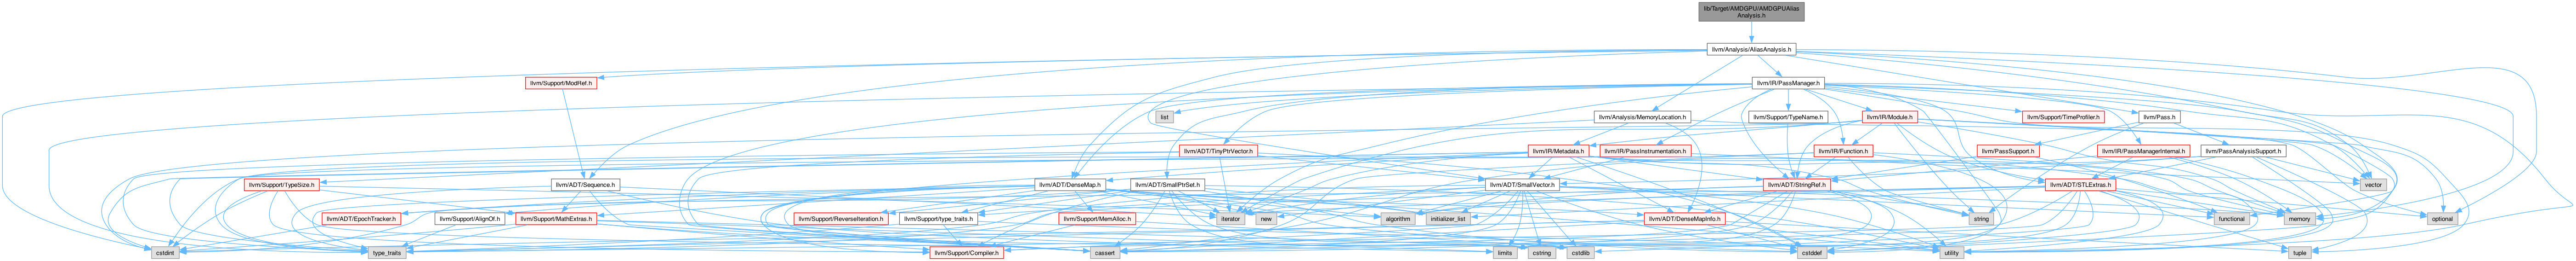 lib/Target/AMDGPU/AMDGPUAlias
Analysis.h
llvm/Analysis/AliasAnalysis.h
llvm/Support/ModRef.h
llvm/IR/PassManager.h
list
llvm/Analysis/MemoryLocation.h
llvm/Support/TypeName.h
llvm/IR/Module.h
llvm/Support/TimeProfiler.h
llvm/Pass.h
llvm/ADT/TinyPtrVector.h
llvm/IR/Metadata.h
llvm/IR/PassInstrumentation.h
llvm/IR/Function.h
llvm/PassSupport.h
llvm/IR/PassManagerInternal.h
llvm/PassAnalysisSupport.h
llvm/Support/TypeSize.h
llvm/ADT/Sequence.h
llvm/ADT/DenseMap.h
llvm/ADT/SmallPtrSet.h
llvm/ADT/SmallVector.h
llvm/ADT/StringRef.h
llvm/ADT/STLExtras.h
vector
llvm/ADT/EpochTracker.h
llvm/Support/AlignOf.h
llvm/Support/MathExtras.h
llvm/Support/ReverseIteration.h
llvm/Support/type_traits.h
llvm/Support/MemAlloc.h
iterator
new
algorithm
initializer_list
llvm/ADT/DenseMapInfo.h
string
functional
memory
optional
cstdint
type_traits
llvm/Support/Compiler.h
cassert
limits
cstring
cstdlib
cstddef
utility
tuple